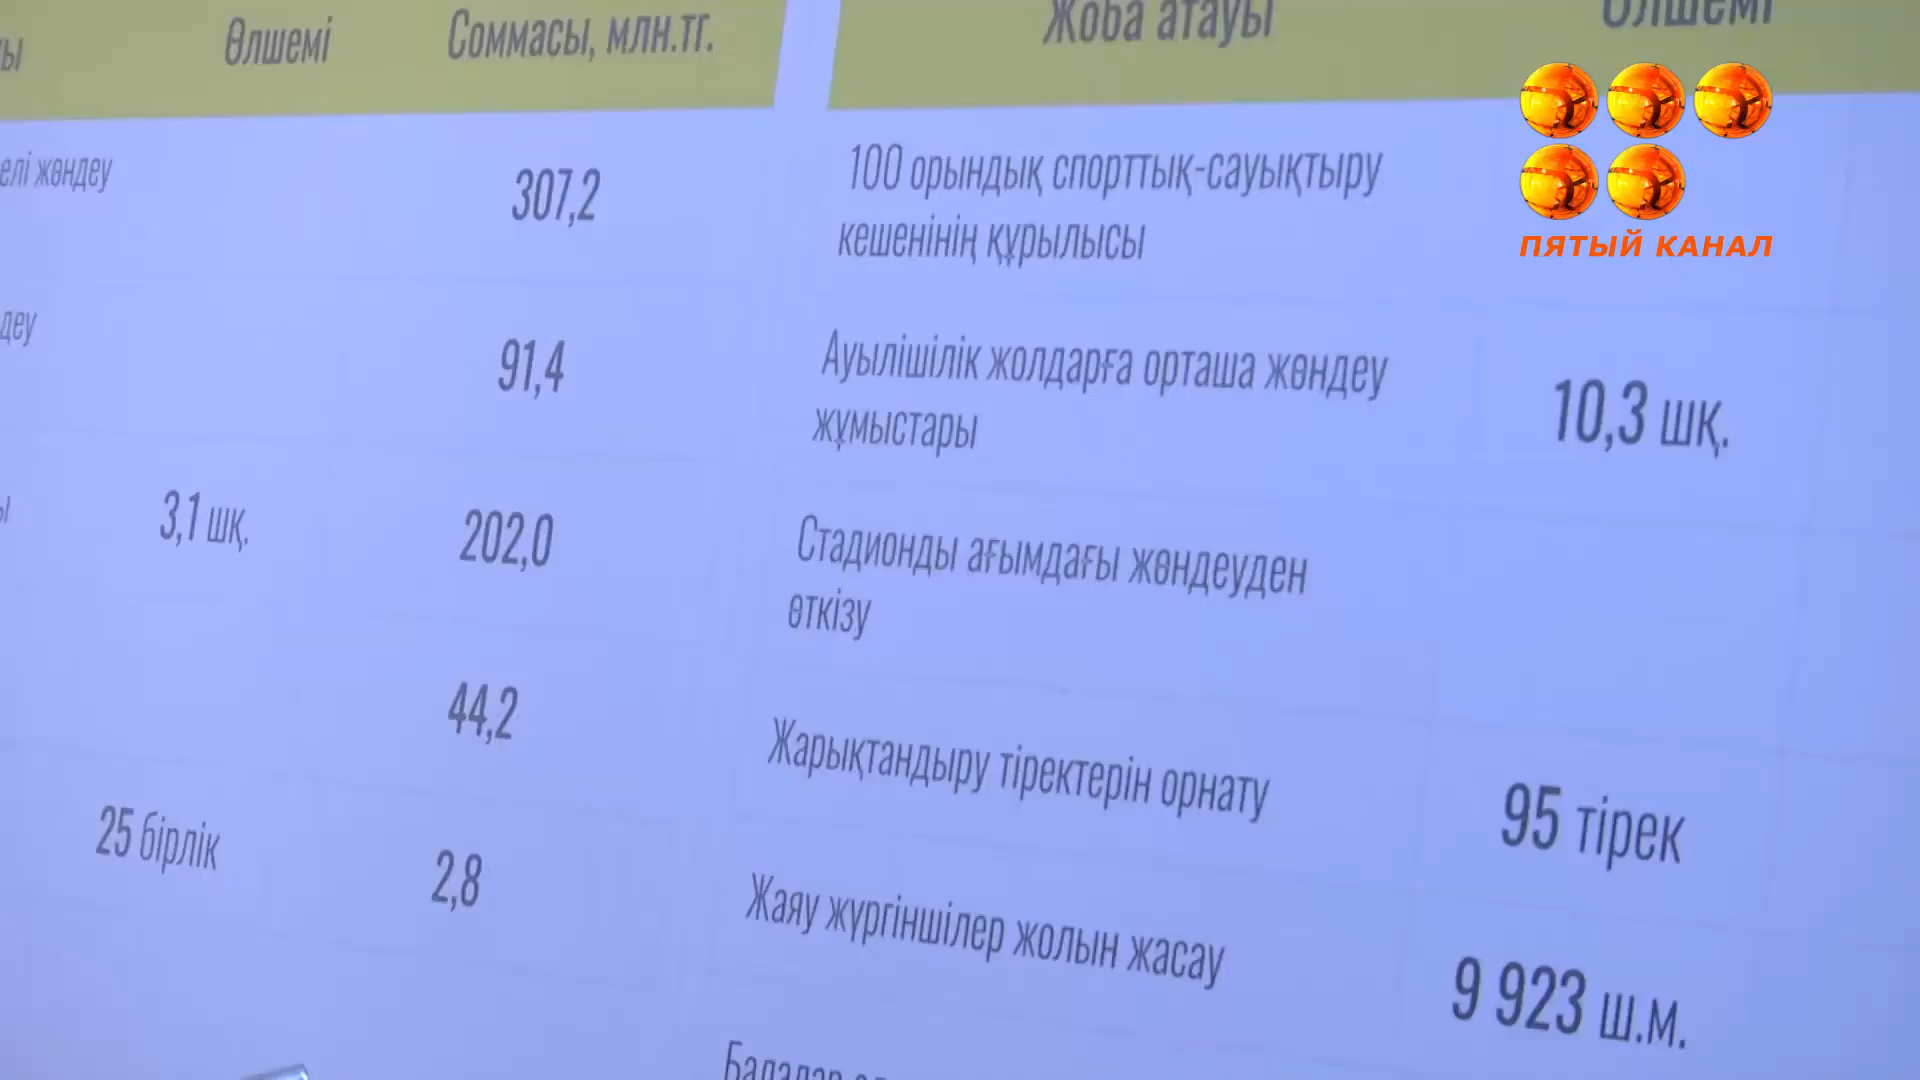 Өлшемі Соммасы, млн.тг.
елі жөндеу 307,2
деу 91,4
3,1 шқ. 202,0
44,2
25 бірлік 2,8
Жоба атауы Өлшемі
100 орындық спорттық-сауықтыру
кешенінің құрылысы
Ауылішілік жолдарға орташа жөндеу
жұмыстары 10,3 шқ.
Стадионды ағымдағы жөндеуден
өткізу
Жарықтандыру тіректерін орнату 95 тірек
Жаяу жүргіншілер жолын жасау 9 923 ш.м.
ПЯТЫЙ КАНАЛ